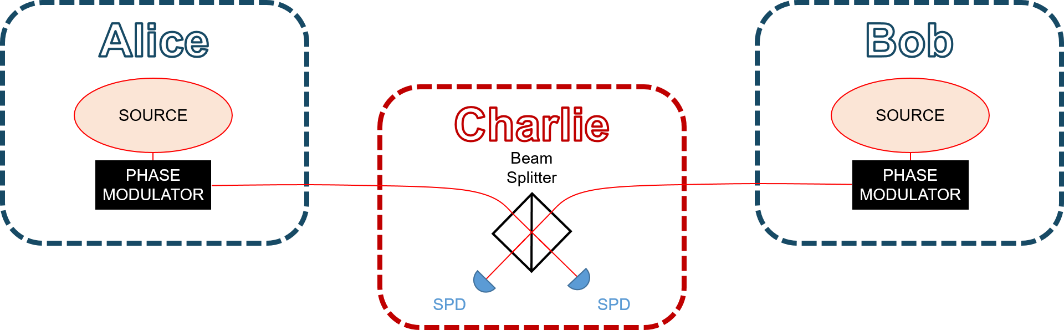 Alice
SOURCE
PHASE
MODULATOR
Charlie
Beam
Splitter
SPD
SPD
Bob
SOURCE
PHASE
MODULATOR